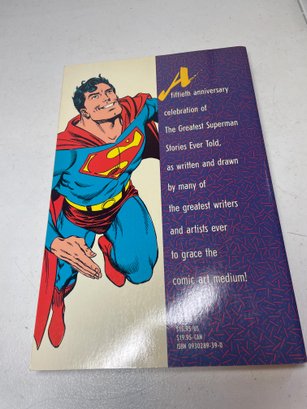 A
fiftieth anniversary
celebration of
The Greatest Superman
Stories Ever Told,
as written and drawn
by many of
the greatest writers
and artists ever
to grace the
comic art medium!
$15.95 US
$19.95 CAN
ISBN 0930289-39-0
S